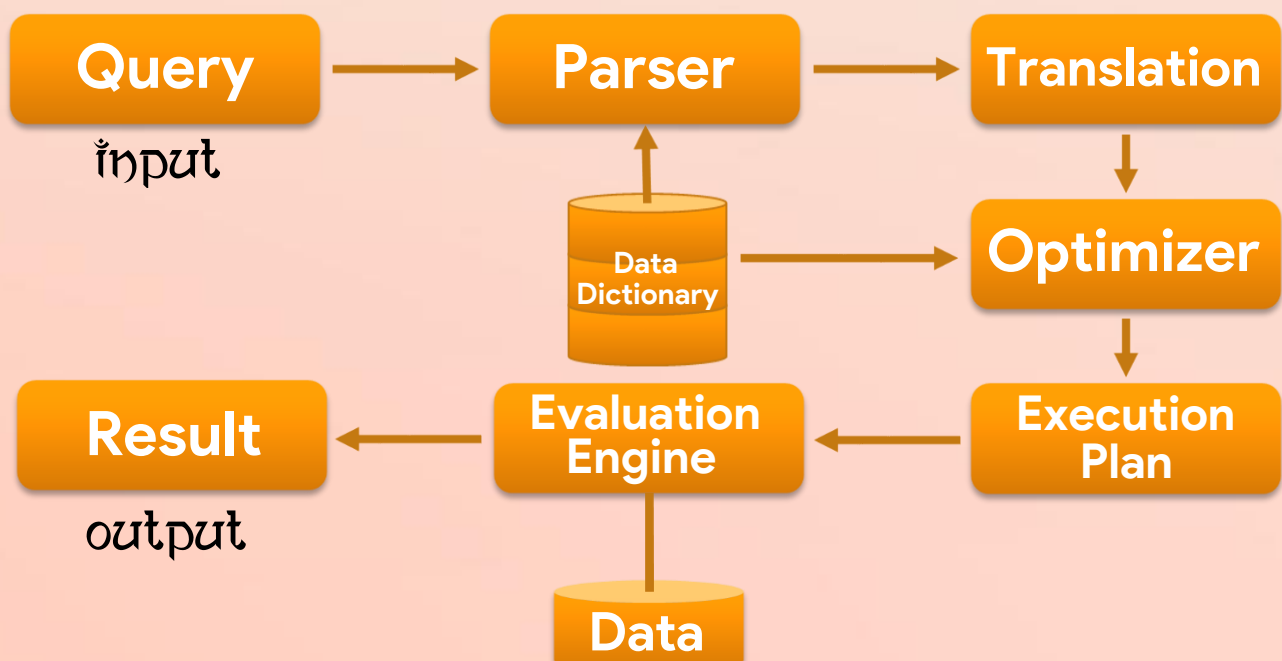 Query
Parser
Translation
input
Data
Dictionary
Optimizer
Result
Evaluation
Engine
Execution
Plan
output
Data